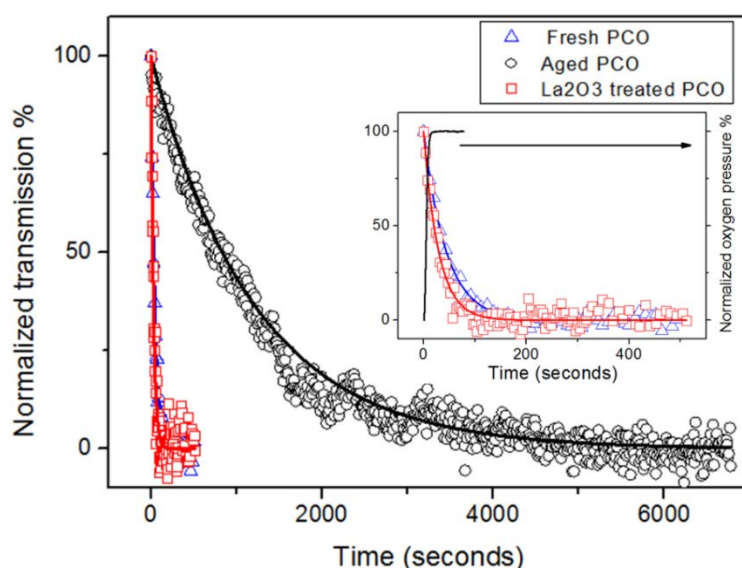 Fresh PCO
Aged PCO
La2O3 treated PCO
Normalized transmission %
100
50
0
0
2000
4000
6000
Time (seconds)
100
50
0
0
200
400
Time (seconds)
Normalized oxygen pressure %